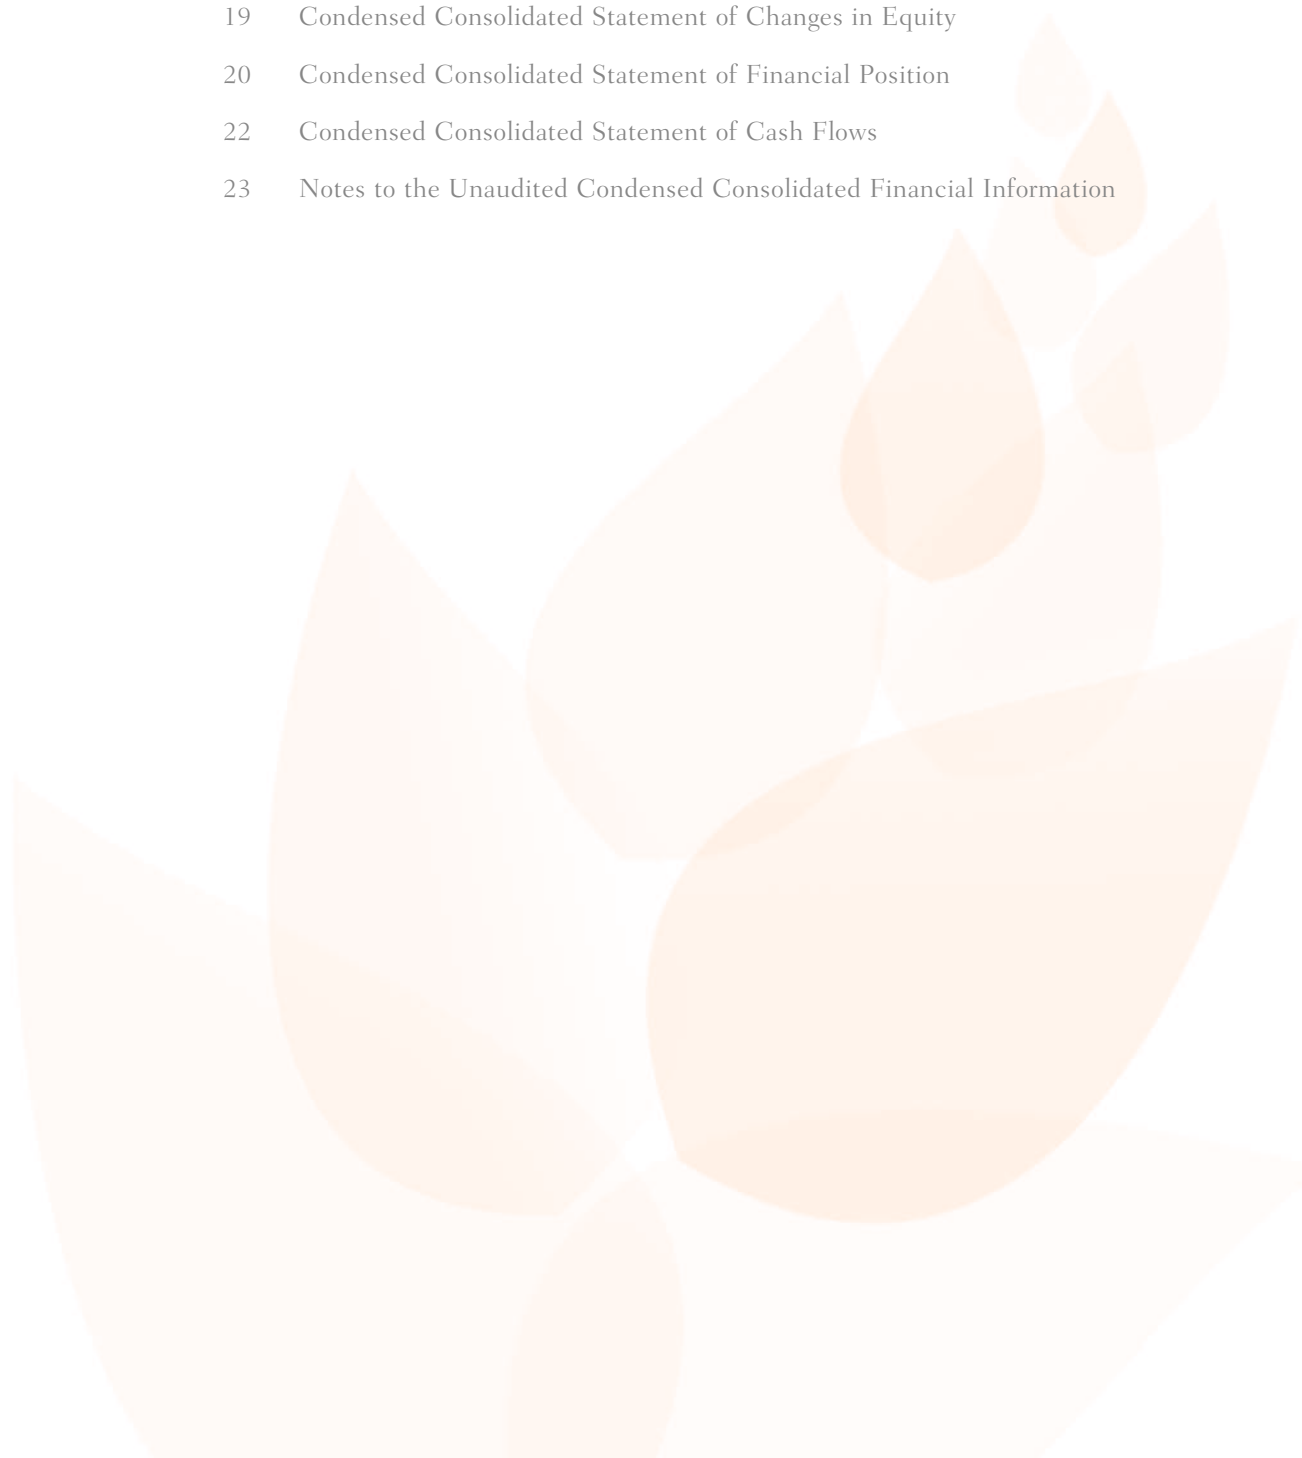 19 Condensed Consolidated Statement of Changes in Equity
20 Condensed Consolidated Statement of Financial Position
22 Condensed Consolidated Statement of Cash Flows
23 Notes to the Unaudited Condensed Consolidated Financial Information